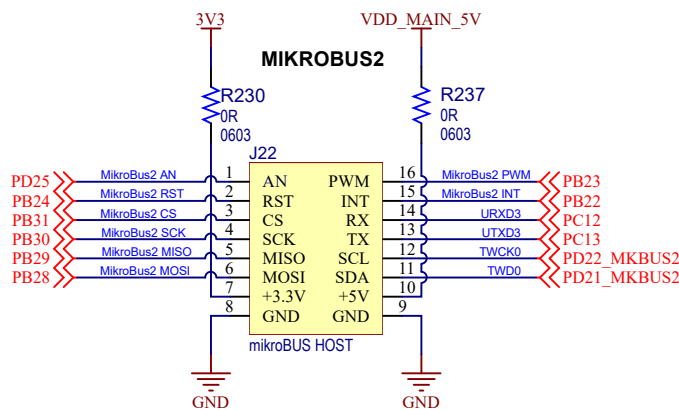 3V3
VDD_MAIN_5V
MIKROBUS2
R230
0R
0603
R237
0R
0603
J22
PD25 MikroBus2 AN 1 AN PWM 16 MikroBus2 PWM PB23
PB24 MikroBus2 RST 2 RST INT 15 MikroBus2 INT PB22
PB31 MikroBus2 CS 3 CS RX 14 URXD3 PC12
PB30 MikroBus2 SCK 4 SCK TX 13 UTXD3 PC13
PB29 MikroBus2 MISO 5 MISO SCL 12 TWCK0 PD22_MKBUS2
PB28 MikroBus2 MOSI 6 MOSI SDA 11 TWD0 PD21_MKBUS2
7 +3.3V +5V 10
8 GND GND 9
mikroBUS HOST
GND
GND